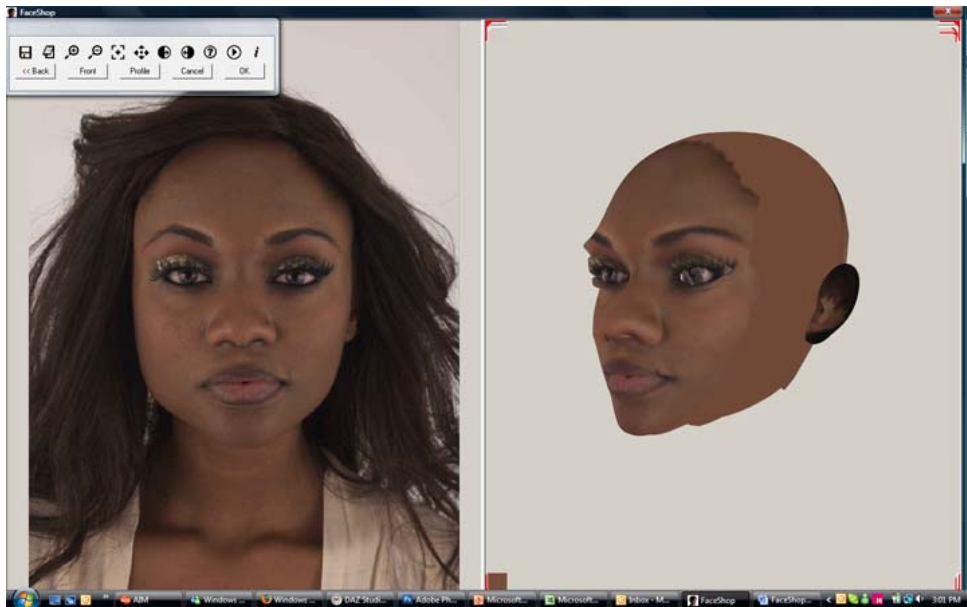 FaceShop
<< Back Front Profile Cancel OK
AIM Windows ... Windows ... DAZ Studi... Adobe Ph... Microsoft... Microsoft... Inbox - M... FaceShop FaceShop... 3:01 PM